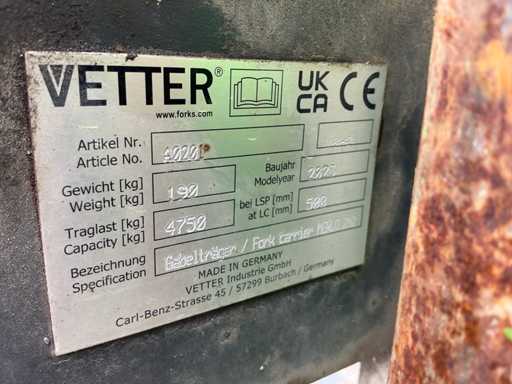 VETTER®
www.forks.com
UK
CA
CE
Artikel Nr.
Article No.
Gewicht [kg]
Weight [kg] 190
Baujahr
Modelyear
Traglast [kg]
Capacity [kg] 4750
bei LSP [mm]
at LC [mm] 500
Bezeichnung
Specification Gabelträger / Fork carrier
MADE IN GERMANY
VETTER Industrie GmbH
Carl-Benz-Strasse 45 / 57299 Burbach / Germany